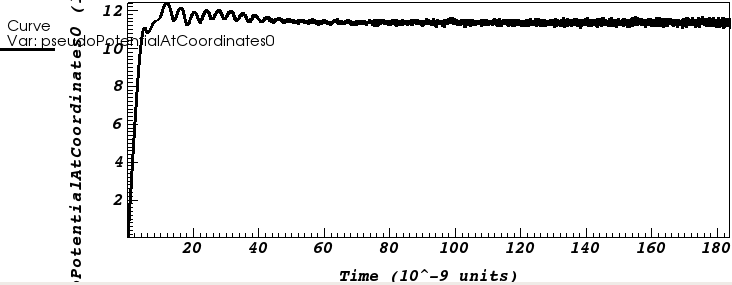 Curve
Var: pseudoPotentialAtCoordinates0
PotentialAtCoordinates0
12
10
8
6
4
2
20 40 60 80 100 120 140 160 180
Time (10^-9 units)